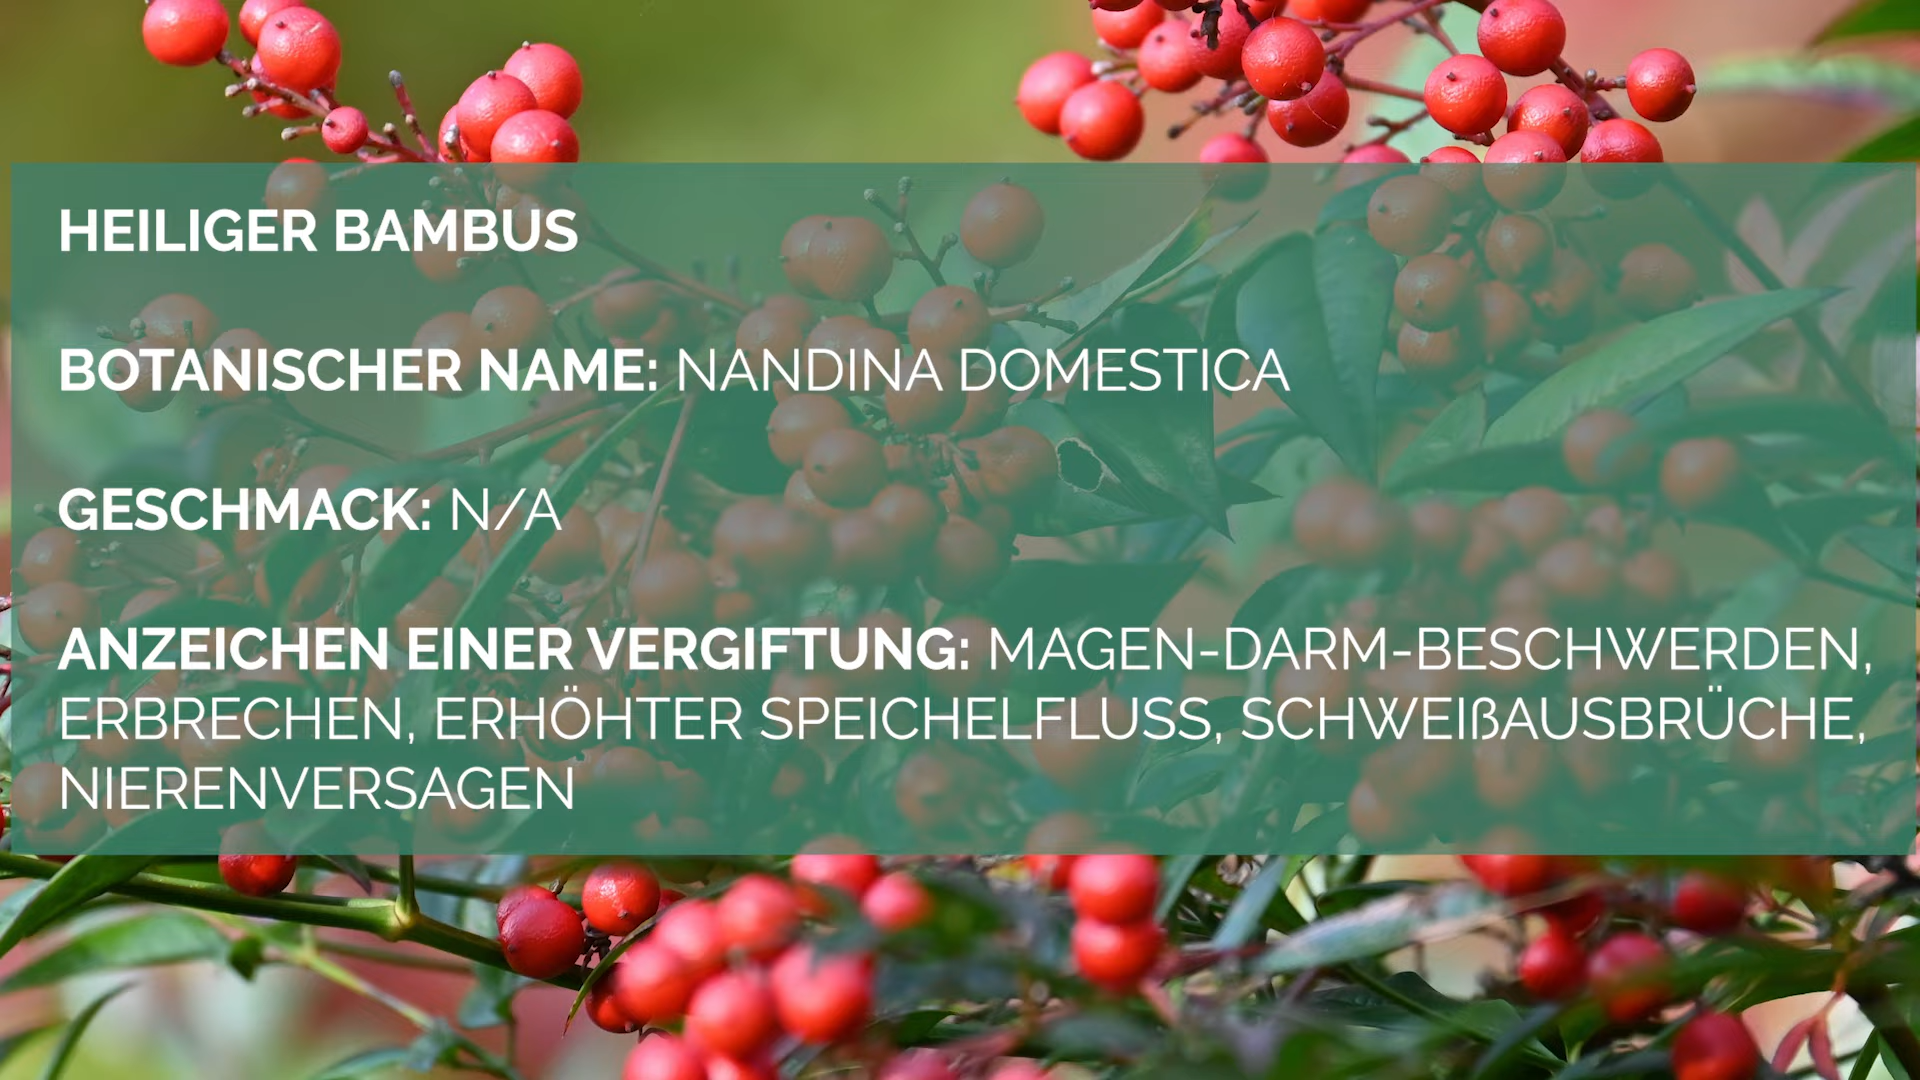 HEILIGER BAMBUS
BOTANISCHER NAME: NANDINA DOMESTICA
GESCHMACK: N/A
ANZEICHEN EINER VERGIFTUNG: MAGEN-DARM-BESCHWERDEN,
ERBRECHEN, ERHÖHTER SPEICHELFLUSS, SCHWEIßAUSBRÜCHE,
NIERENVERSAGEN